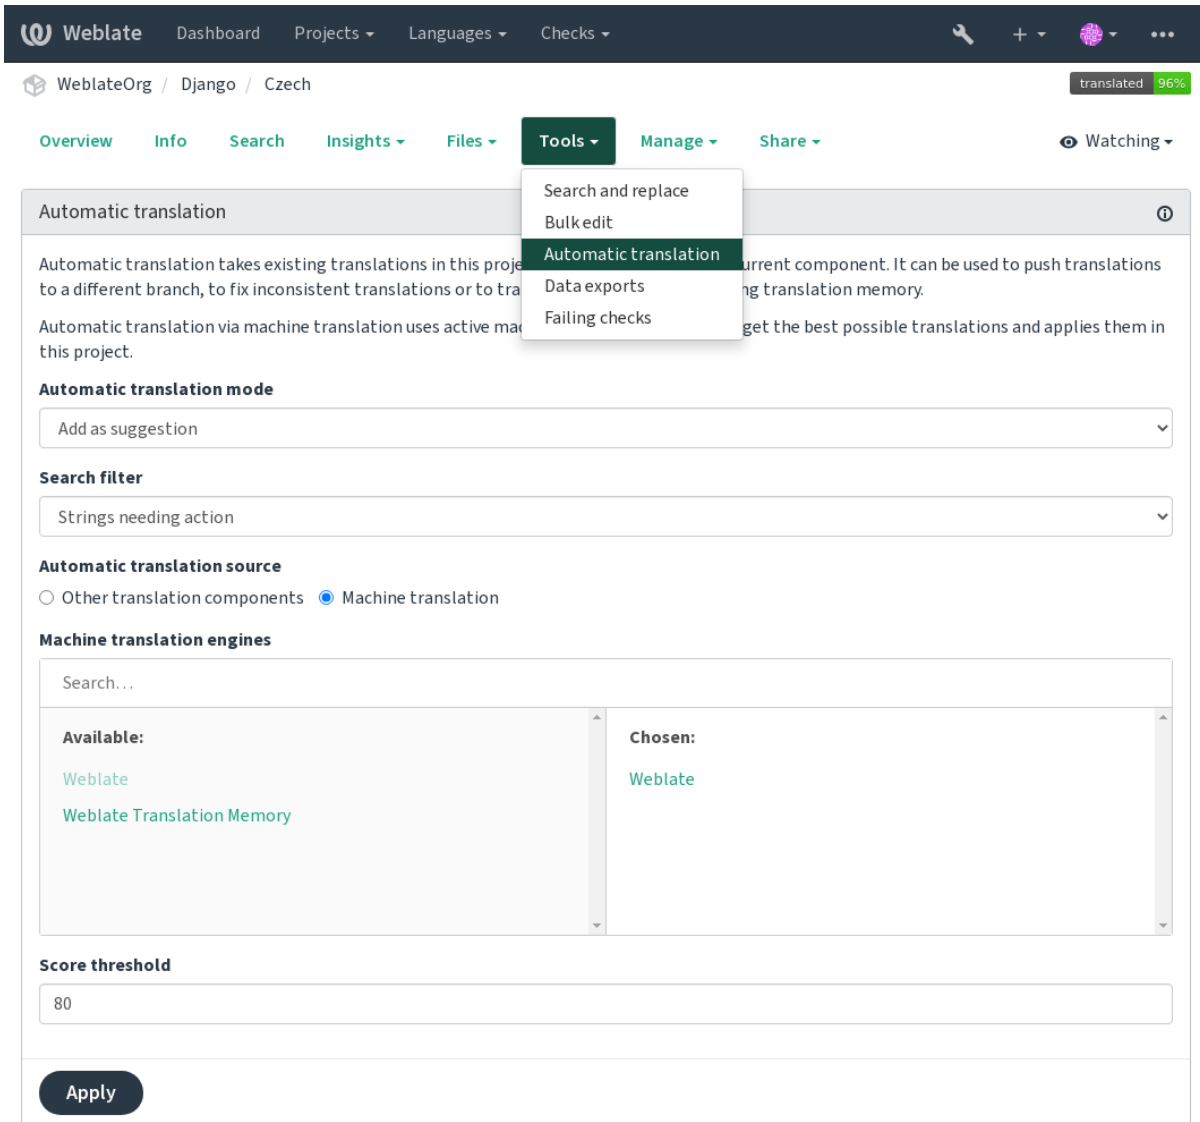 Weblate Dashboard Projects Languages Checks
WeblateOrg / Django / Czech translated 96%
Overview Info Search Insights Files Tools Manage Share Watching
Search and replace
Bulk edit
Automatic translation
Data exports
Failing checks
Automatic translation
Automatic translation takes existing translations in this urrent component. It can be used to push translations
to a different branch, to fix inconsistent translations or to translation memory.
Automatic translation via machine translation uses active get the best possible translations and applies them in
this project.
Automatic translation mode
Add as suggestion
Search filter
Strings needing action
Automatic translation source
Other translation components Machine translation
Machine translation engines
Search...
Available:
Weblate
Weblate Translation Memory
Chosen:
Weblate
Score threshold
80
Apply